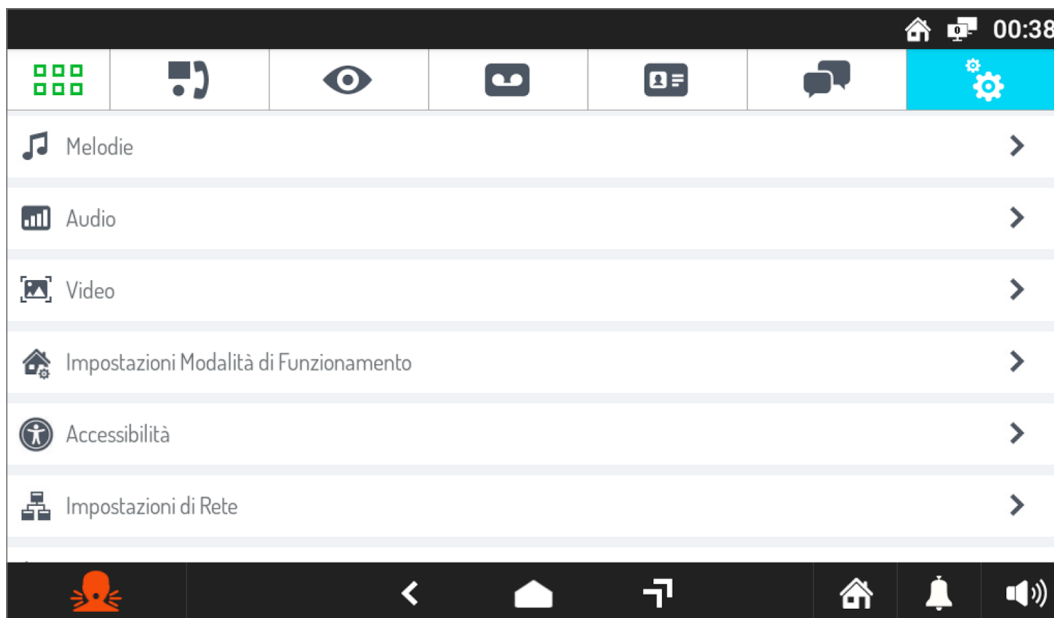 00:38
Melodie
Audio
Video
Impostazioni Modalità di Funzionamento
Accessibilità
Impostazioni di Rete